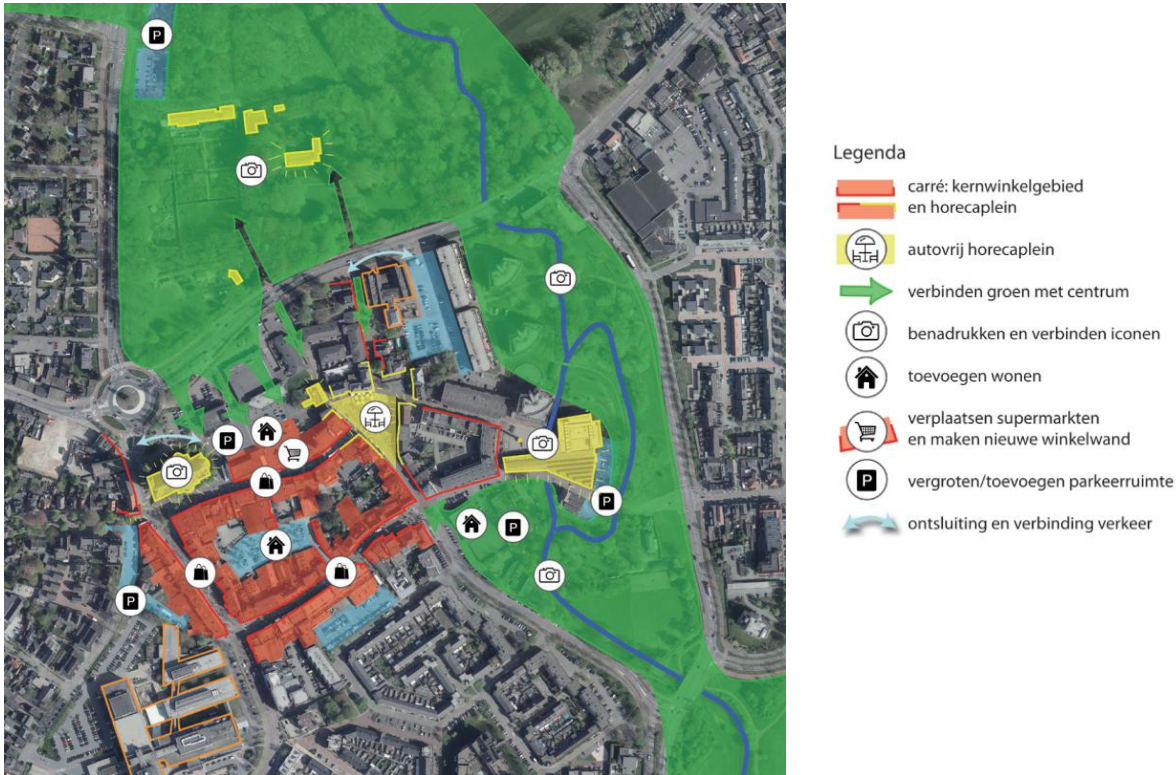 P
P
P
P
P
Legenda
carré: kernwinkelgebied
en horecaplein
autovrij horecaplein
verbinden groen met centrum
benadrukken en verbinden iconen
toevoegen wonen
verplaatsen supermarkten
en maken nieuwe winkelwand
P
vergroten/toevoegen parkeerruimte
ontsluiting en verbinding verkeer